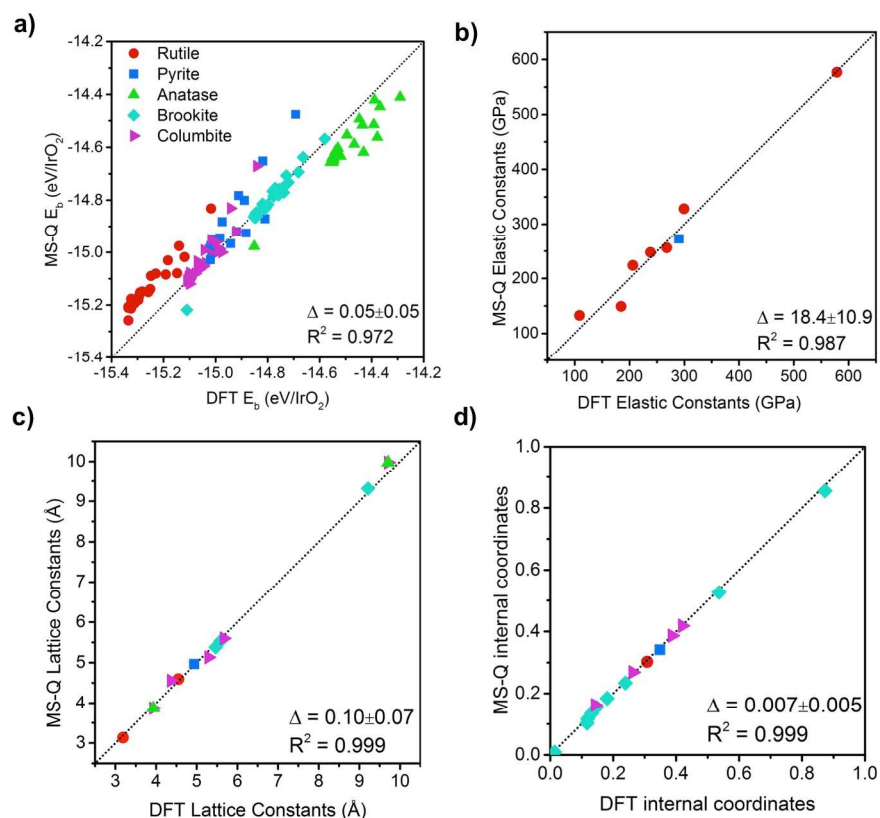 a)
-14.2
-14.4
-14.6
-14.8
-15.0
-15.2
-15.4
MS-Q E_b (eV/IrO_2)
Rutile
Pyrite
Anatase
Brookite
Columbite
Δ = 0.05±0.05
R² = 0.972
-15.4 -15.2 -15.0 -14.8 -14.6 -14.4 -14.2
DFT E_b (eV/IrO_2)
b)
600
500
400
300
200
100
MS-Q Elastic Constants (GPa)
Δ = 18.4±10.9
R² = 0.987
100 200 300 400 500 600
DFT Elastic Constants (GPa)
c)
10
9
8
7
6
5
4
3
MS-Q Lattice Constants (Å)
Δ = 0.10±0.07
R² = 0.999
3 4 5 6 7 8 9 10
DFT Lattice Constants (Å)
d)
1.0
0.8
0.6
0.4
0.2
0.0
MS-Q internal coordinates
Δ = 0.007±0.005
R² = 0.999
0.0 0.2 0.4 0.6 0.8 1.0
DFT internal coordinates